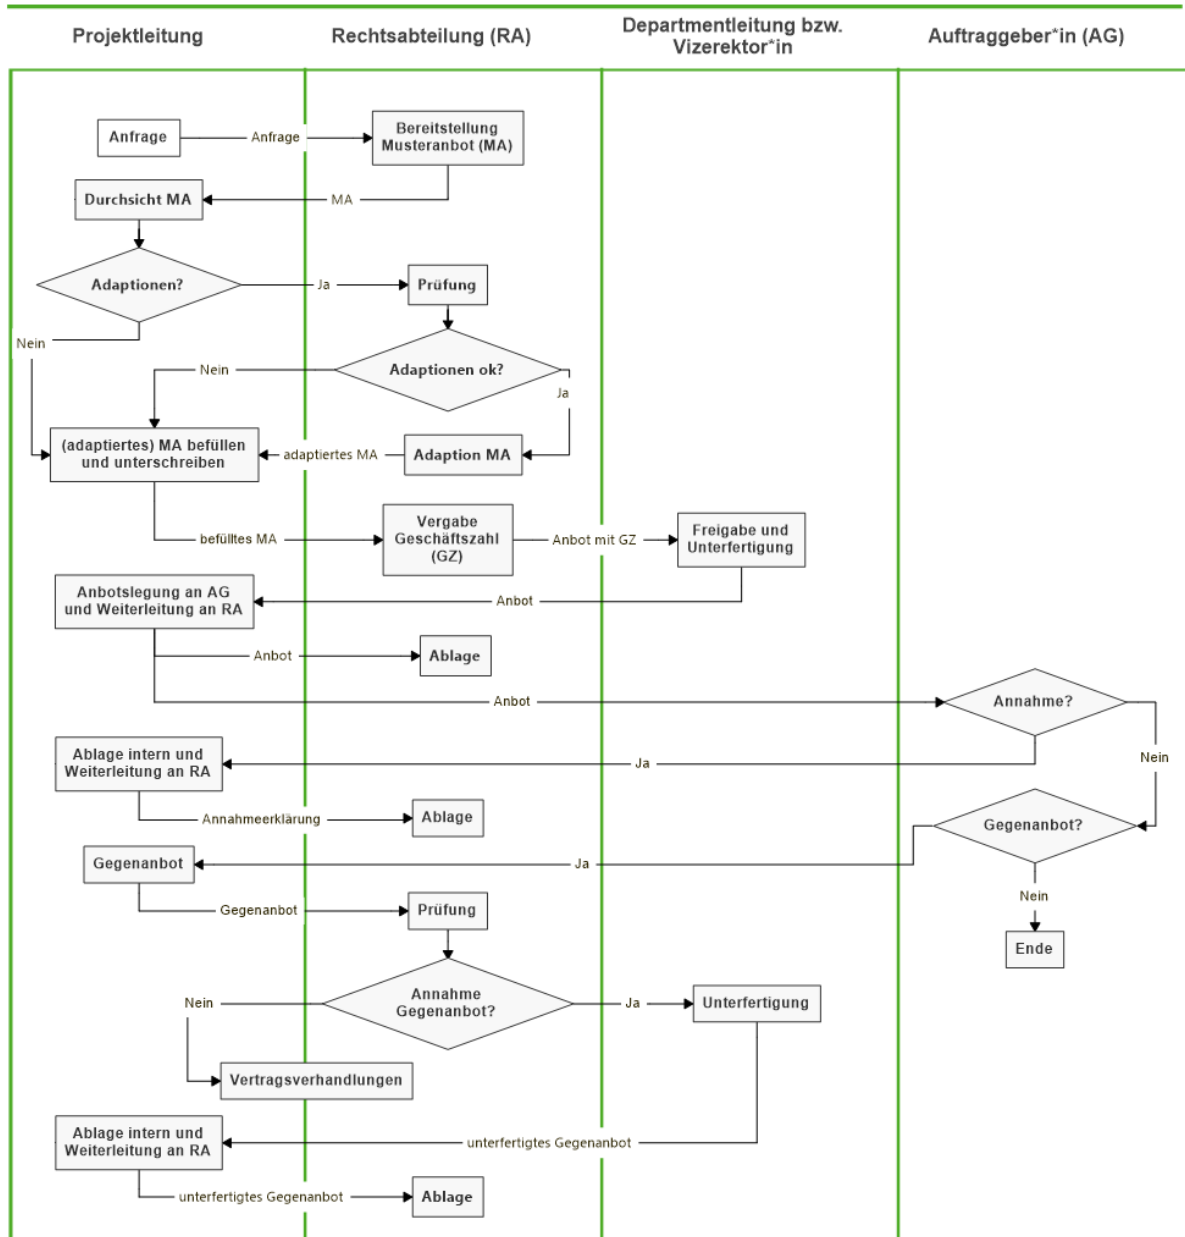 Projektleitung
Rechtsabteilung (RA)
Departmentleitung bzw.
Vizerektor*in
Auftraggeber*in (AG)
Anfrage
Anfrage
Bereitstellung
Musteranbot (MA)
Durchsicht MA
MA
Adaptionen?
Ja
Prüfung
Nein
Nein
Adaptionen ok?
Ja
(adaptiertes) MA befüllen
und unterschreiben
adaptiertes MA
Adaption MA
befülltes MA
Vergabe
Geschäftszahl
(GZ)
Anbot mit GZ
Freigabe und
Unterfertigung
Anbotslegung an AG
und Weiterleitung an RA
Anbot
Anbot
Ablage
Anbot
Annahme?
Ablage intern und
Weiterleitung an RA
Ja
Nein
Annahmeerklärung
Ablage
Gegenanbot?
Gegenanbot
Ja
Nein
Gegenanbot
Prüfung
Ende
Nein
Annahme
Gegenanbot?
Ja
Unterfertigung
Vertragsverhandlungen
Ablage intern und
Weiterleitung an RA
unterfertigtes Gegenanbot
unterfertigtes Gegenanbot
Ablage